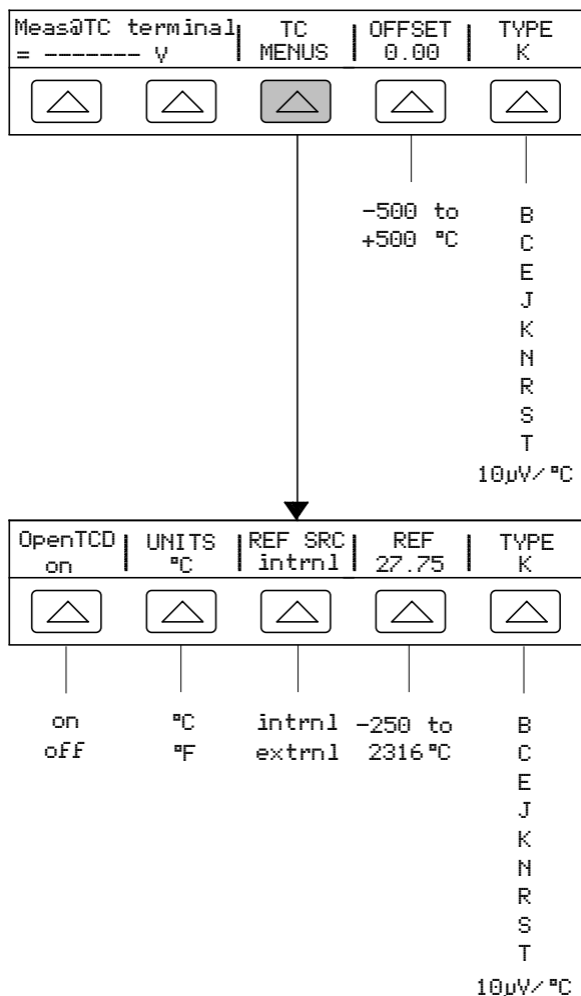 Meas@TC terminal | TC | OFFSET | TYPE
= ------- V | MENUS | 0.00 | K
-500 to
+500 °C
B
C
E
J
K
N
R
S
T
10µV/°C
OpenTCD | UNITS | REF SRC | REF | TYPE
on | °C | intrnl | 27.75 | K
on
off
°C
°F
intrnl
extrnl
-250 to
2316°C
B
C
E
J
K
N
R
S
T
10µV/°C